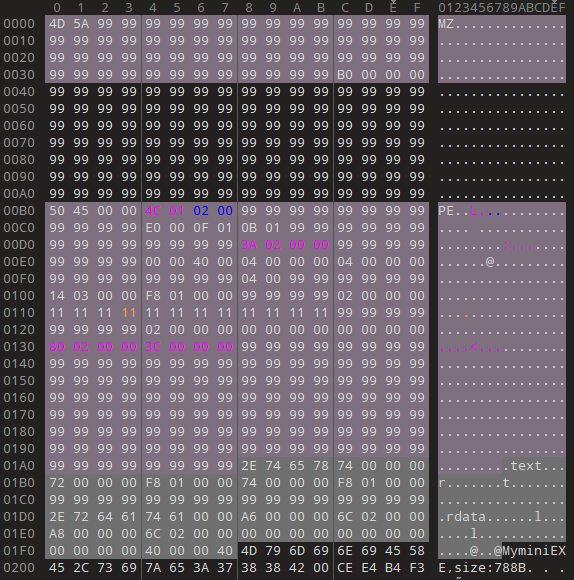 0 1 2 3 4 5 6 7 8 9 A B C D E F 0123456789ABCDEF
0000 4D 5A 99 99 99 99 99 99 99 99 99 99 99 99 99 99 MZ..............
0010 99 99 99 99 99 99 99 99 99 99 99 99 99 99 99 99 ................
0020 99 99 99 99 99 99 99 99 99 99 99 99 99 99 99 99 ................
0030 99 99 99 99 99 99 99 99 99 99 99 99 B0 00 00 00 ................
0040 99 99 99 99 99 99 99 99 99 99 99 99 99 99 99 99 ................
0050 99 99 99 99 99 99 99 99 99 99 99 99 99 99 99 99 ................
0060 99 99 99 99 99 99 99 99 99 99 99 99 99 99 99 99 ................
0070 99 99 99 99 99 99 99 99 99 99 99 99 99 99 99 99 ................
0080 99 99 99 99 99 99 99 99 99 99 99 99 99 99 99 99 ................
0090 99 99 99 99 99 99 99 99 99 99 99 99 99 99 99 99 ................
00A0 99 99 99 99 99 99 99 99 99 99 99 99 99 99 99 99 ................
00B0 50 45 00 00 4C 01 02 00 99 99 99 99 99 99 99 99 PE..L...........
00C0 99 99 99 99 E0 00 0F 01 0B 01 99 99 99 99 99 99 ................
00D0 99 99 99 99 99 99 99 99 3A 02 00 00 99 99 99 99 ........:.......
00E0 99 99 99 99 00 00 40 00 04 00 00 00 04 00 00 00 ......@.........
00F0 99 99 99 99 99 99 99 99 04 00 99 99 99 99 99 99 ................
0100 14 03 00 00 F8 01 00 00 99 99 99 99 02 00 00 00 ................
0110 11 11 11 11 11 11 11 11 11 11 11 11 99 99 99 99 ................
0120 99 99 99 99 02 00 00 00 00 00 00 00 00 00 00 00 ................
0130 80 02 00 00 3C 00 00 00 99 99 99 99 99 99 99 99 ....<...........
0140 99 99 99 99 99 99 99 99 99 99 99 99 99 99 99 99 ................
0150 99 99 99 99 99 99 99 99 99 99 99 99 99 99 99 99 ................
0160 99 99 99 99 99 99 99 99 99 99 99 99 99 99 99 99 ................
0170 99 99 99 99 99 99 99 99 99 99 99 99 99 99 99 99 ................
0180 99 99 99 99 99 99 99 99 99 99 99 99 99 99 99 99 ................
0190 99 99 99 99 99 99 99 99 99 99 99 99 99 99 99 99 ................
01A0 99 99 99 99 99 99 99 99 2E 74 65 78 74 00 00 00 .........text...
01B0 72 00 00 00 F8 01 00 00 74 00 00 00 F8 01 00 00 r.......t.......
01C0 99 99 99 99 99 99 99 99 99 99 99 99 99 99 99 99 ................
01D0 2E 72 64 61 74 61 00 00 A6 00 00 00 6C 02 00 00 .rdata......l...
01E0 A8 00 00 00 6C 02 00 00 99 99 99 99 99 99 99 99 ....l...........
01F0 00 00 00 00 40 00 00 40 4D 79 6D 69 6E 69 45 58 ....@..@MyminiEX
0200 45 2C 73 69 7A 65 3A 37 38 38 42 00 CE E4 B4 F3 E,size:788B.....